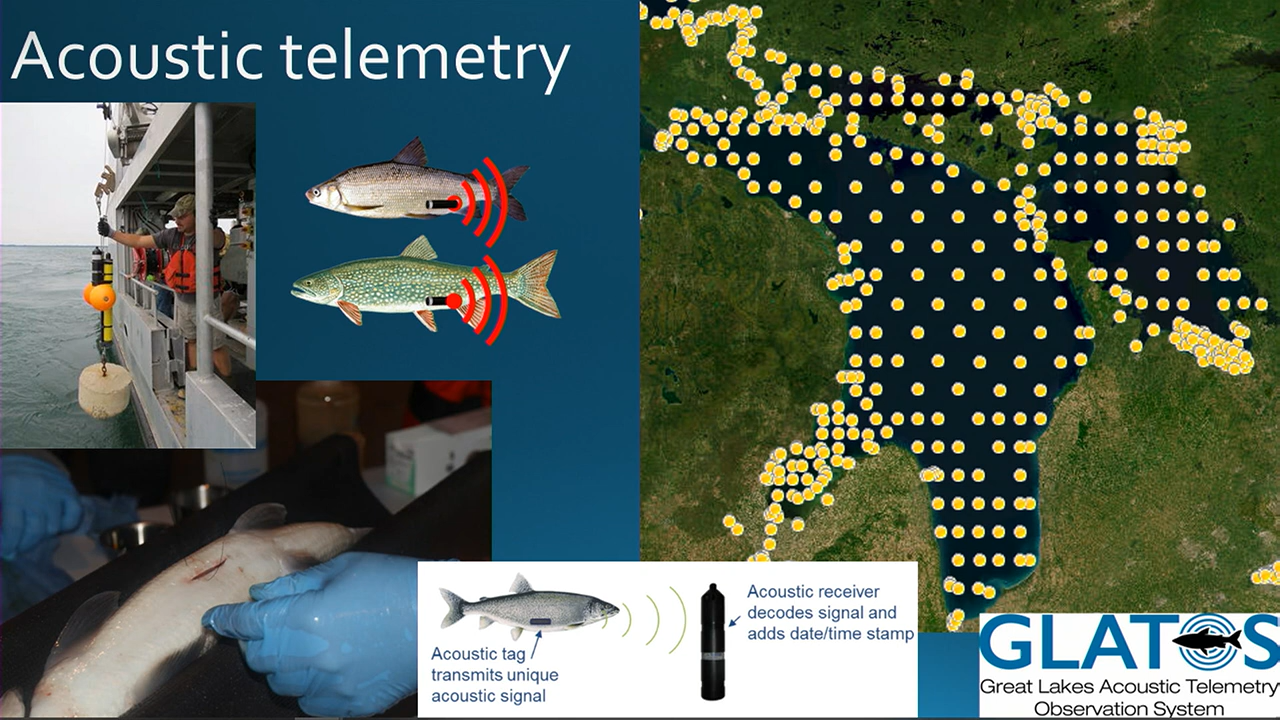 Acoustic telemetry
Acoustic tag
transmits unique
acoustic signal
Acoustic receiver
decodes signal and
adds date/time stamp
GLATOS
Great Lakes Acoustic Telemetry
Observation System